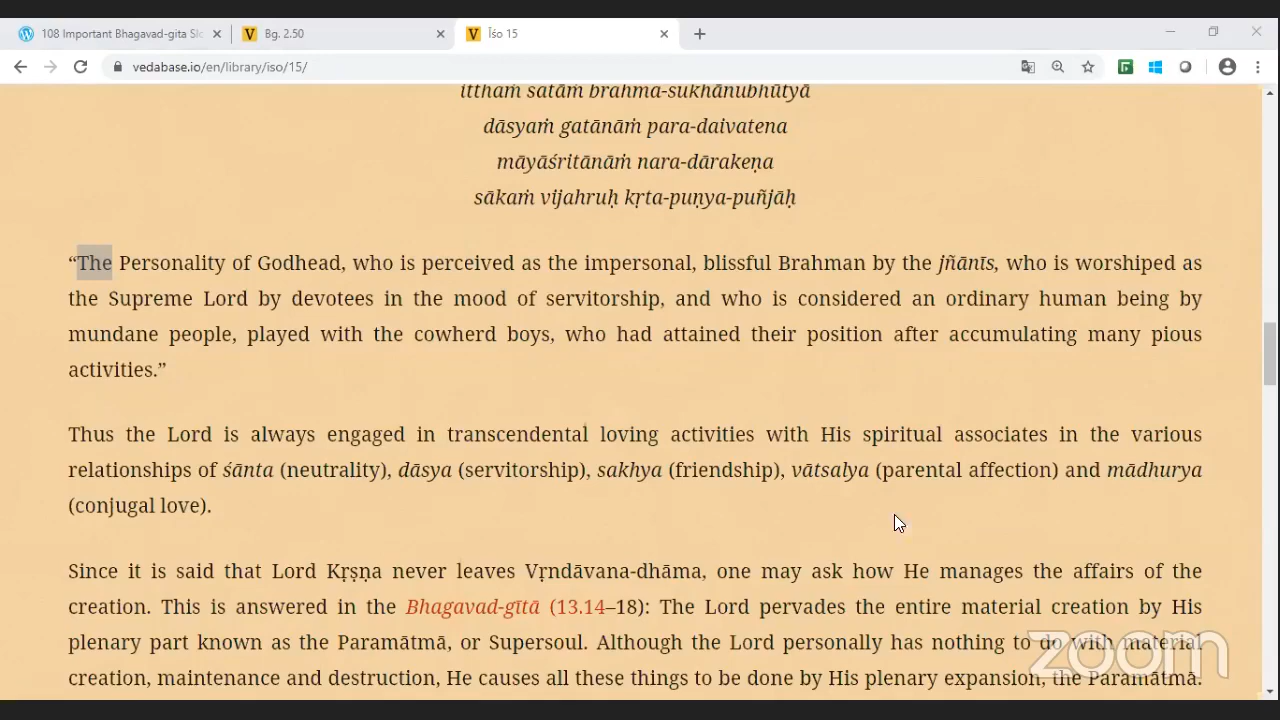 108 Important Bhagavad-gita Slo
Bg. 2.50
Īśo 15
vedabase.io/en/library/iso/15/
itthaṁ satāṁ brahma-sukhānubhūtyā
dāsyaṁ gatānāṁ para-daivatena
māyāśritānāṁ nara-dārakeṇa
sākaṁ vijahruḥ kṛta-puṇya-puñjāḥ
“The Personality of Godhead, who is perceived as the impersonal, blissful Brahman by the jñānīs, who is worshiped as
the Supreme Lord by devotees in the mood of servitorship, and who is considered an ordinary human being by
mundane people, played with the cowherd boys, who had attained their position after accumulating many pious
activities.”
Thus the Lord is always engaged in transcendental loving activities with His spiritual associates in the various
relationships of śānta (neutrality), dāsya (servitorship), sakhya (friendship), vātsalya (parental affection) and mādhurya
(conjugal love).
Since it is said that Lord Kṛṣṇa never leaves Vṛndāvana-dhāma, one may ask how He manages the affairs of the
creation. This is answered in the Bhagavad-gītā (13.14–18): The Lord pervades the entire material creation by His
plenary part known as the Paramātmā, or Supersoul. Although the Lord personally has nothing to do with material
creation, maintenance and destruction, He causes all these things to be done by His plenary expansion, the Paramātmā.
zoom